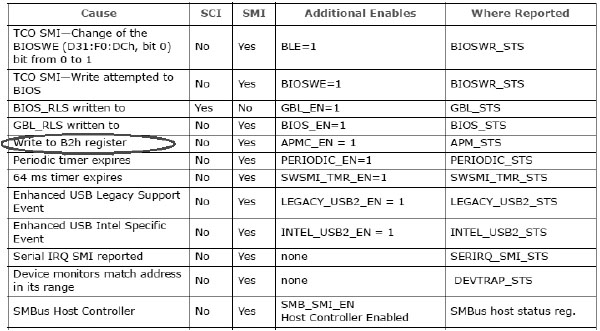 Cause SCI SMI Additional Enables Where Reported
TCO SMI—Change of the
BIOSWE (D31:F0:DCh, bit 0) No Yes BLE=1 BIOSWR_STS
bit from 0 to 1
TCO SMI—Write attempted to
BIOS No Yes BIOSWE=1 BIOSWR_STS
BIOS_RLS written to Yes No GBL_EN=1 GBL_STS
GBL_RLS written to No Yes BIOS_EN=1 BIOS_STS
Write to B2h register No Yes APMC_EN = 1 APM_STS
Periodic timer expires No Yes PERIODIC_EN=1 PERIODIC_STS
64 ms timer expires No Yes SWSMI_TMR_EN=1 SWSMI_TMR_STS
Enhanced USB Legacy Support
Event No Yes LEGACY_USB2_EN = 1 LEGACY_USB2_STS
Enhanced USB Intel Specific
Event No Yes INTEL_USB2_EN = 1 INTEL_USB2_STS
Serial IRQ SMI reported No Yes none SERIRQ_SMI_STS
Device monitors match address
in its range No Yes none DEVTRAP_STS
SMBus Host Controller No Yes SMB_SMI_EN SMBus host status reg.
Host Controller Enabled